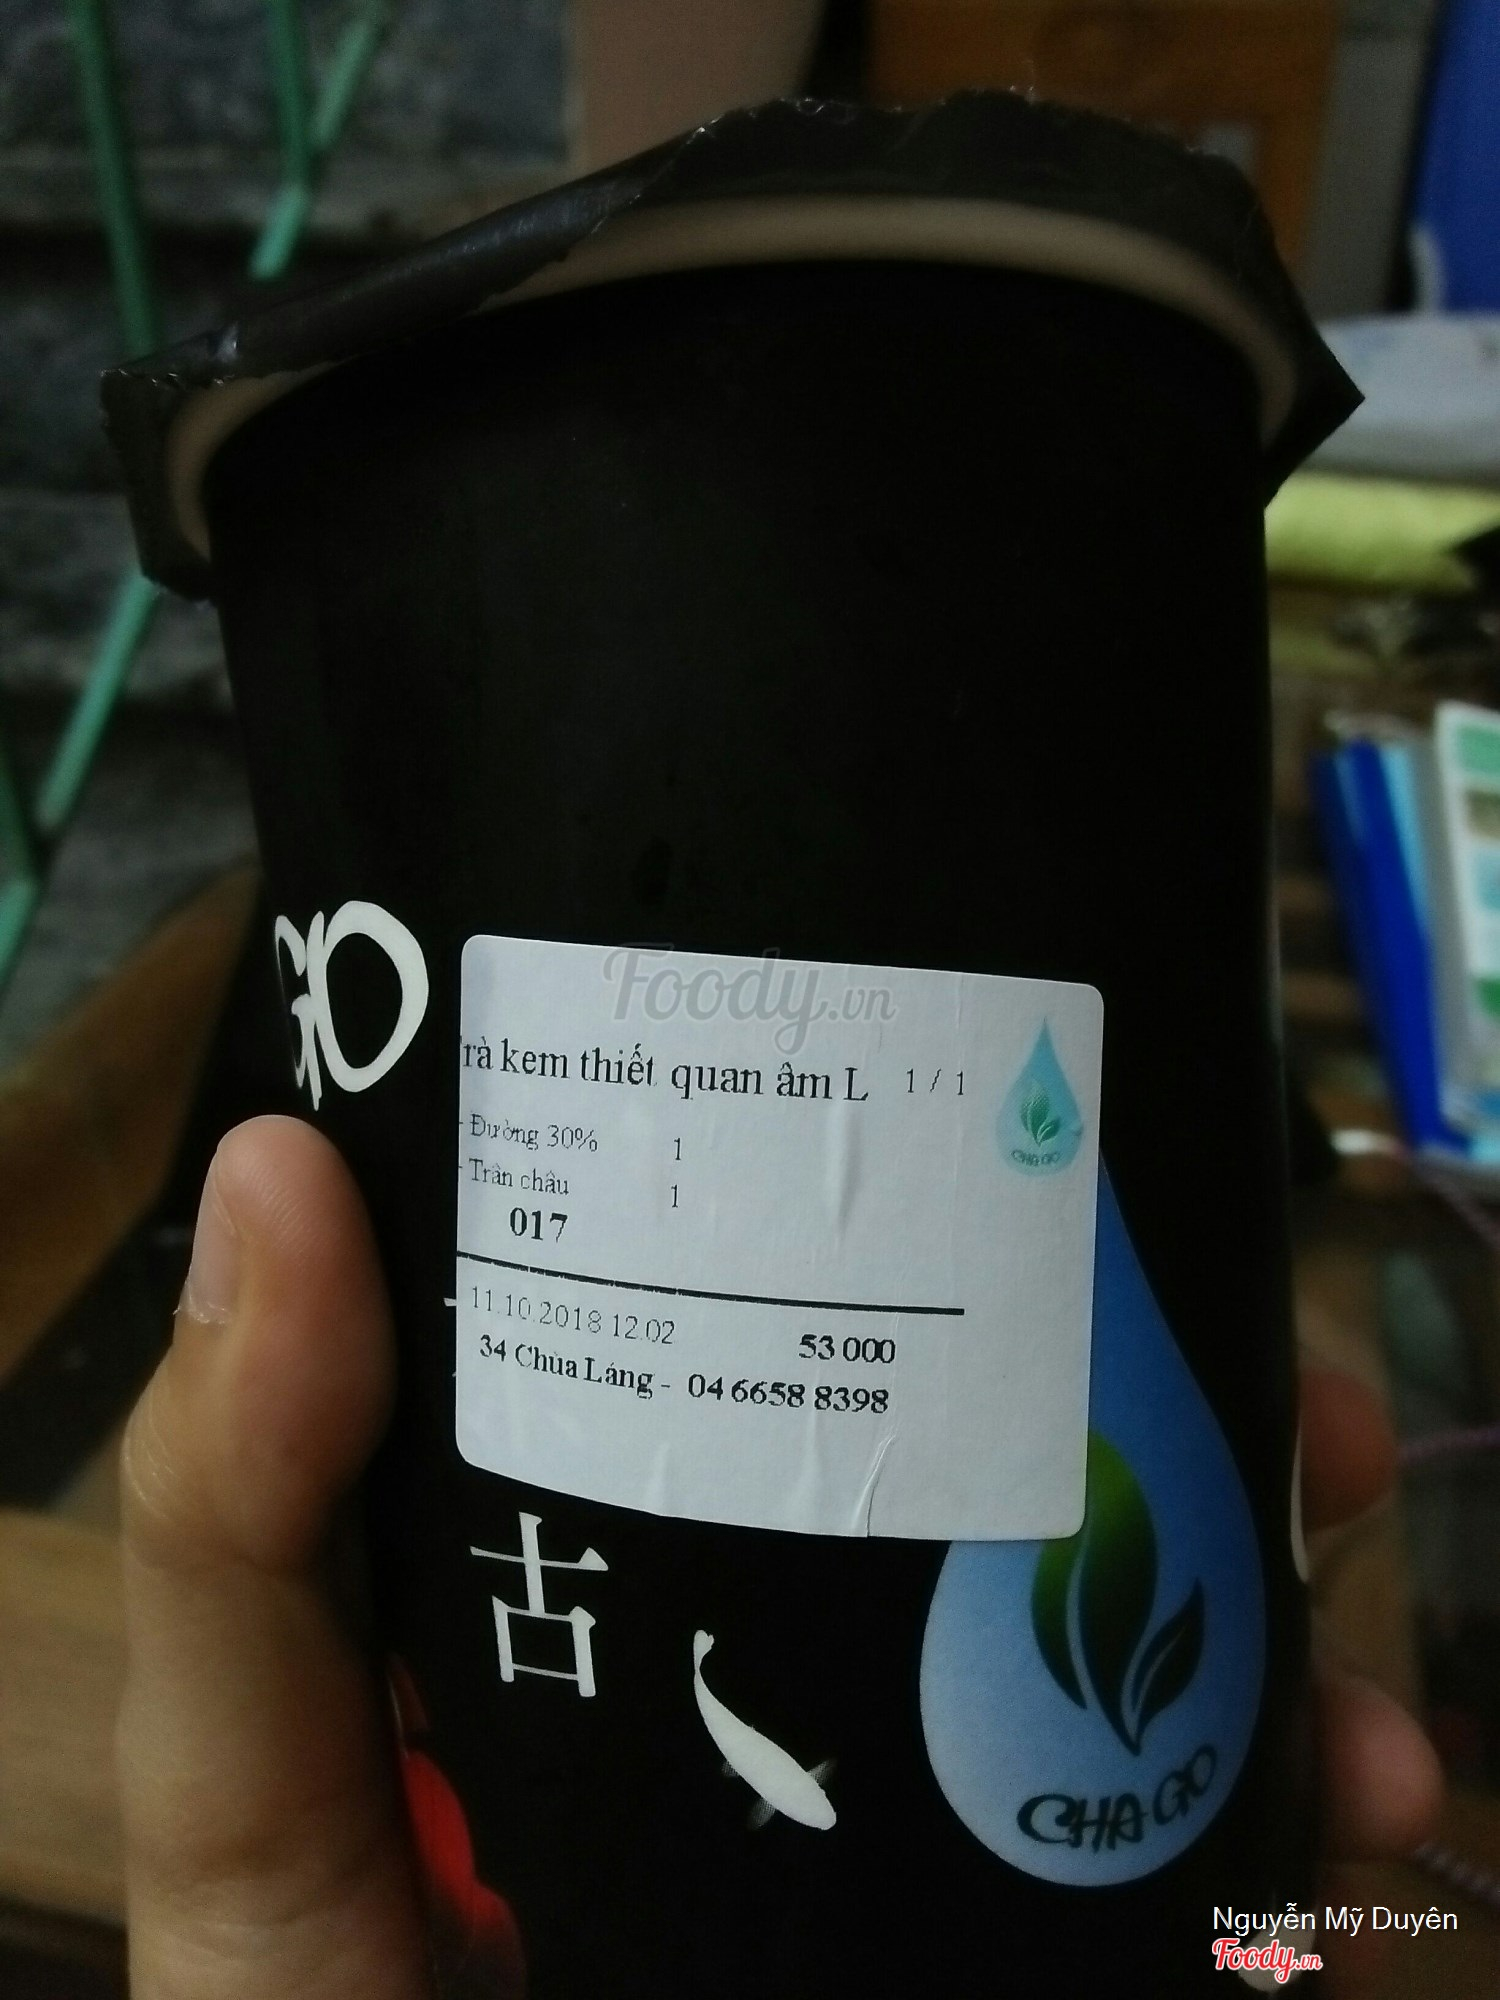 Foody.vn
GO
rà kem thiết quan âm L 1 / 1
- Đường 30% 1
- Trân châu 1
017
CHA GO
11.10.2018 12.02 53 000
34 Chùa Láng - 04 6658 8398
古
CHA GO
Nguyễn Mỹ Duyên
Foody.vn